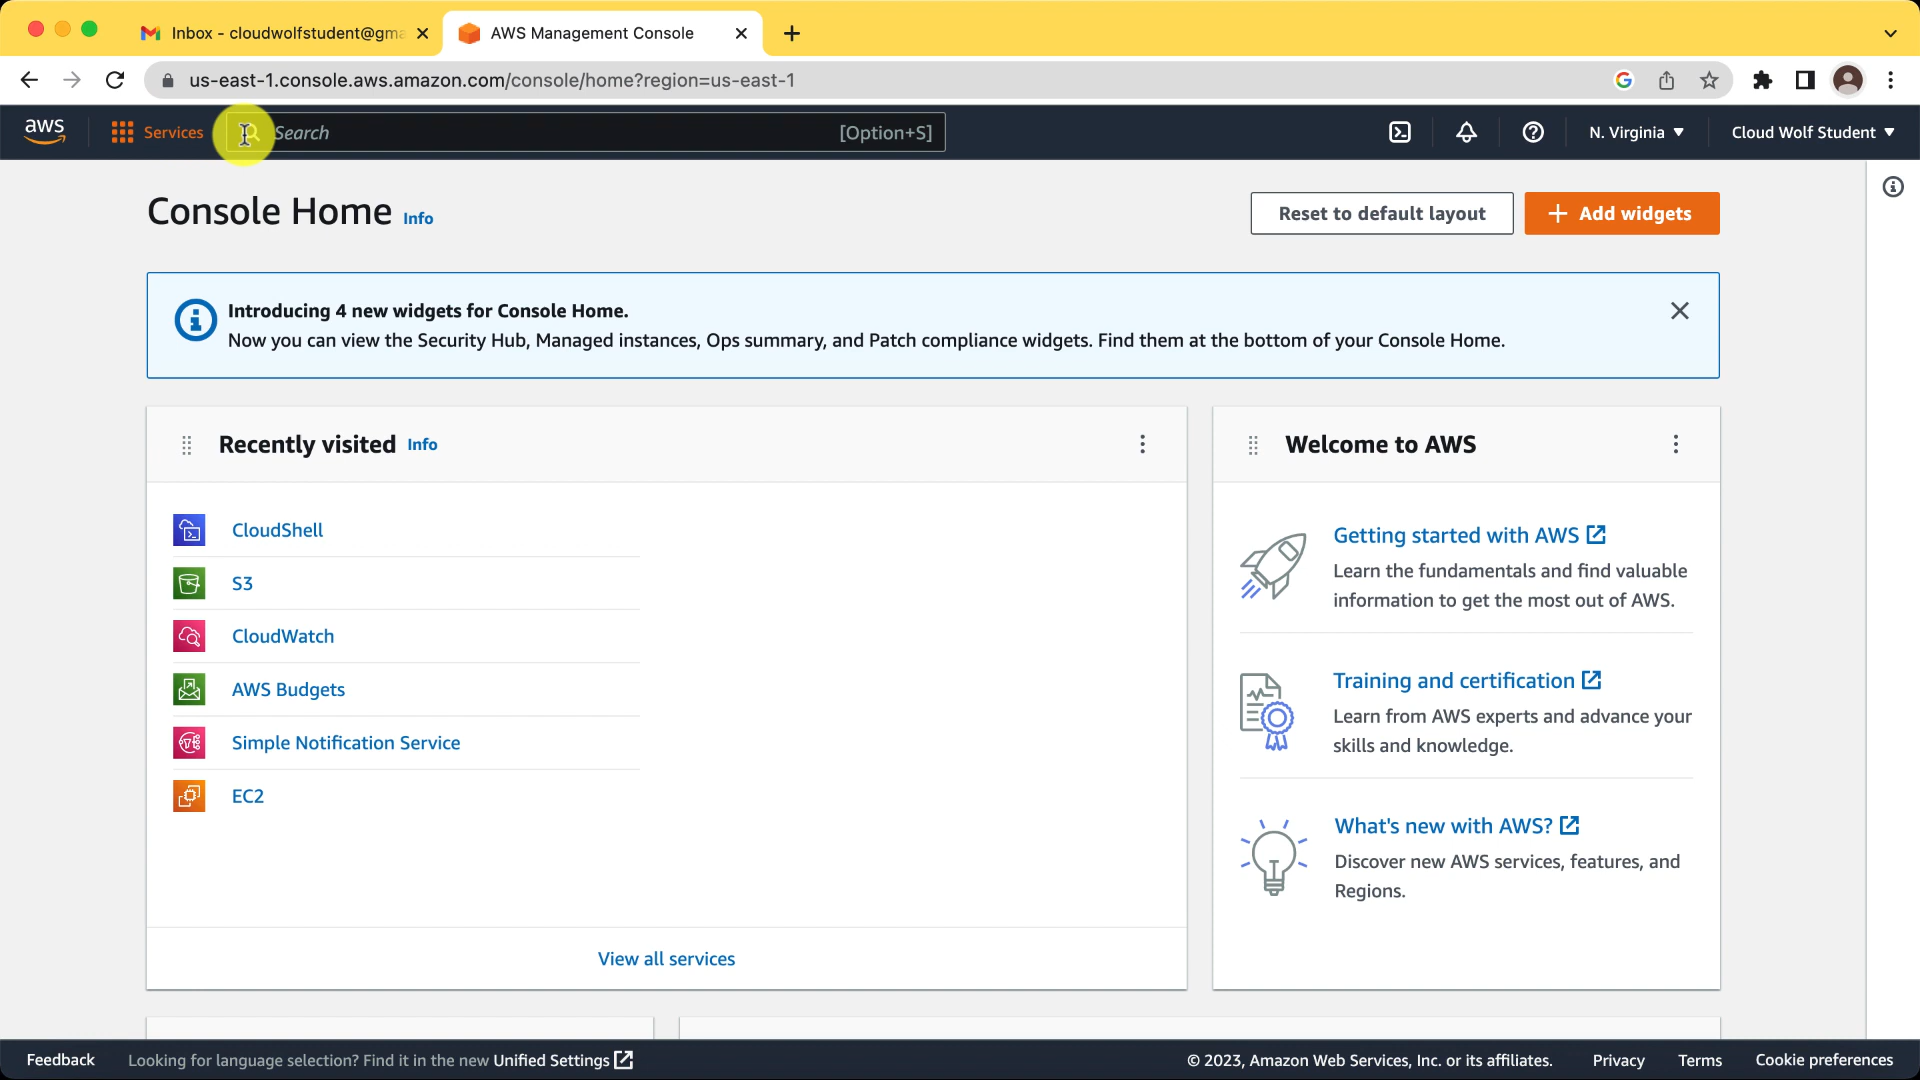 Inbox - cloudwolfstudent@gma
AWS Management Console
us-east-1.console.aws.amazon.com/console/home?region=us-east-1
aws
Services
Search
[Option+S]
N. Virginia
Cloud Wolf Student
Console Home Info
Reset to default layout
Add widgets
Introducing 4 new widgets for Console Home.
Now you can view the Security Hub, Managed instances, Ops summary, and Patch compliance widgets. Find them at the bottom of your Console Home.
Recently visited Info
CloudShell
S3
CloudWatch
AWS Budgets
Simple Notification Service
EC2
View all services
Welcome to AWS
Getting started with AWS
Learn the fundamentals and find valuable
information to get the most out of AWS.
Training and certification
Learn from AWS experts and advance your
skills and knowledge.
What's new with AWS?
Discover new AWS services, features, and
Regions.
Feedback
Looking for language selection? Find it in the new Unified Settings
© 2023, Amazon Web Services, Inc. or its affiliates.
Privacy
Terms
Cookie preferences